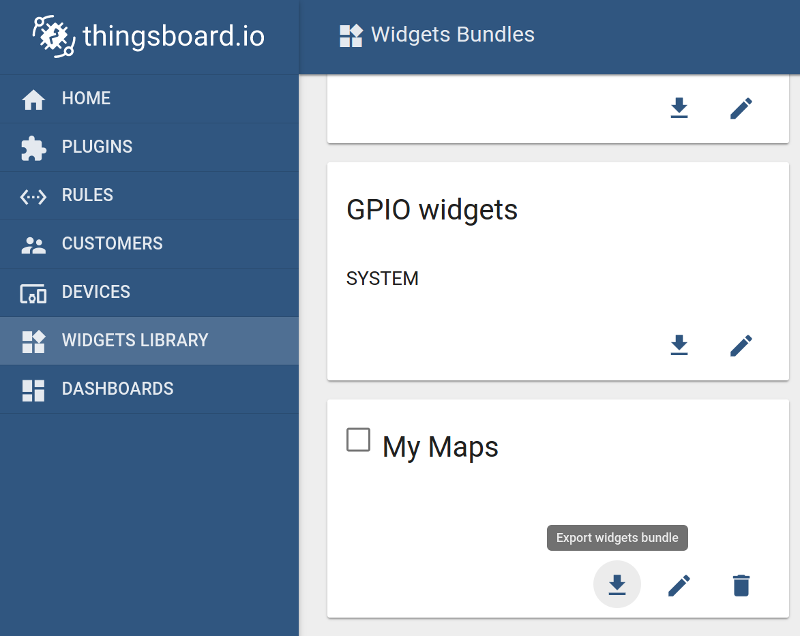 thingsboard.io
Widgets Bundles
HOME
PLUGINS
RULES
CUSTOMERS
DEVICES
WIDGETS LIBRARY
DASHBOARDS
GPIO widgets
SYSTEM
My Maps
Export widgets bundle